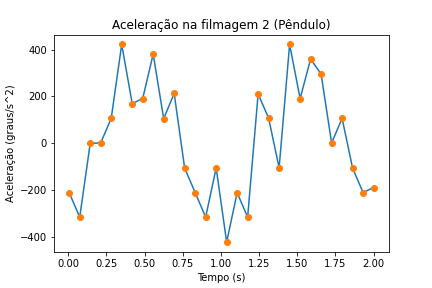 Aceleração na filmagem 2 (Pêndulo)
Aceleração (graus/s^2)
400
200
0
−200
−400
0.00 0.25 0.50 0.75 1.00 1.25 1.50 1.75 2.00
Tempo (s)